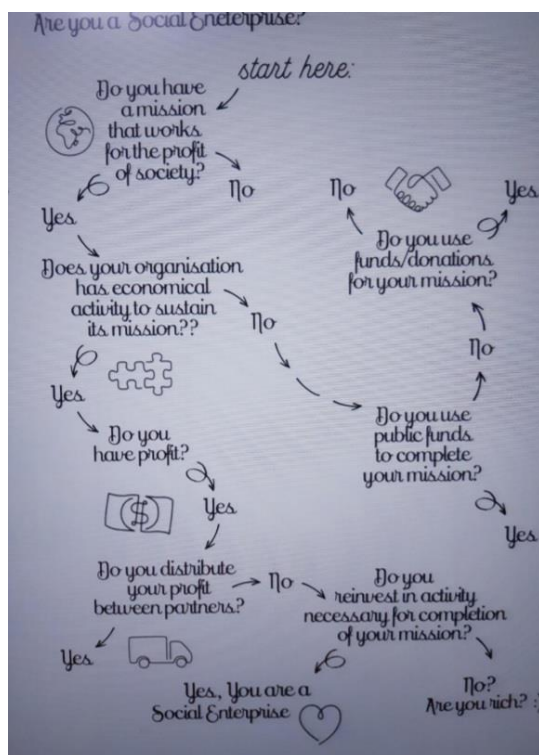 Are you a Social Eneterprise?
start here:
Do you have
a mission
that works
for the profit
of society?
No
Yes
Does your organisation
has economical
activity to sustain
its mission??
No
Yes
Do you
have profit?
Yes
Do you distribute
your profit
between partners?
Yes
No
Do you
reinvest in activity
necessary for completion
of your mission?
Yes, You are a
Social Enterprise
No?
Are you rich? :)
Do you use
public funds
to complete
your mission?
Yes
No
Do you use
funds/donations
for your mission?
No
Yes